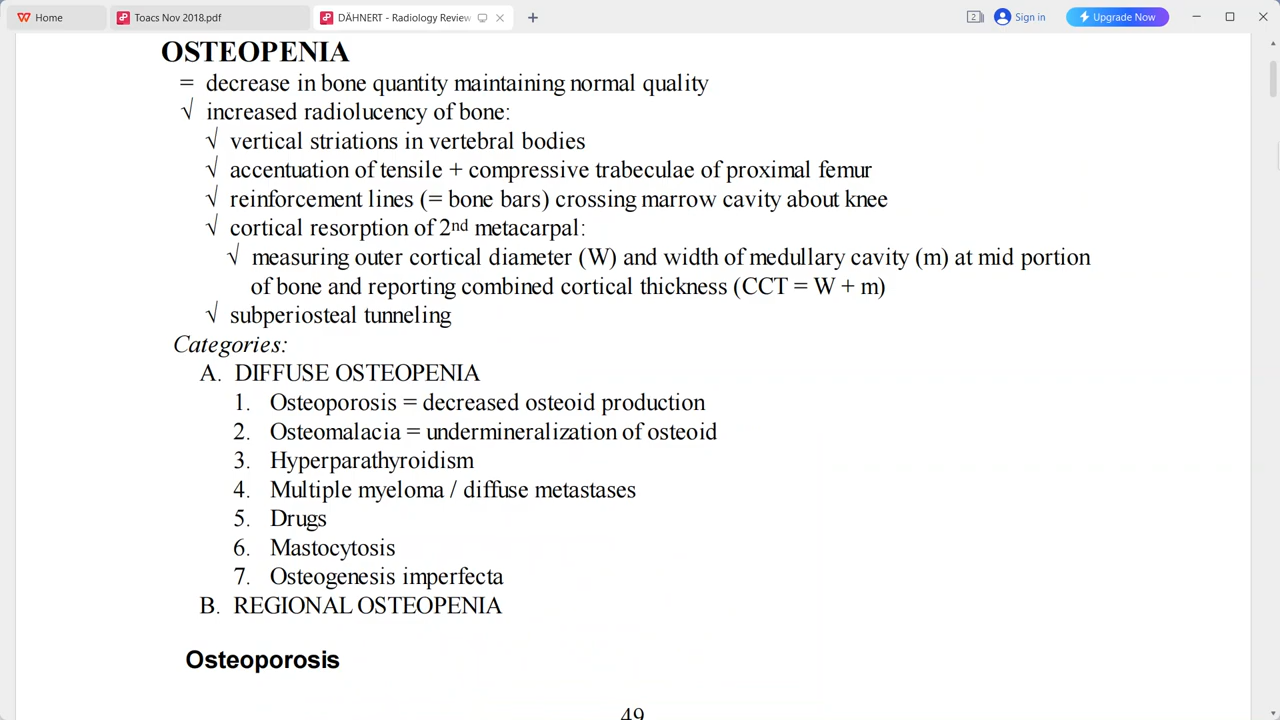 Home
Toacs Nov 2018.pdf
DÄHNERT - Radiology Review
2
Sign in
Upgrade Now
OSTEOPENIA
= decrease in bone quantity maintaining normal quality
√ increased radiolucency of bone:
√ vertical striations in vertebral bodies
√ accentuation of tensile + compressive trabeculae of proximal femur
√ reinforcement lines (= bone bars) crossing marrow cavity about knee
√ cortical resorption of 2nd metacarpal:
√ measuring outer cortical diameter (W) and width of medullary cavity (m) at mid portion
of bone and reporting combined cortical thickness (CCT = W + m)
√ subperiosteal tunneling
Categories:
A. DIFFUSE OSTEOPENIA
1. Osteoporosis = decreased osteoid production
2. Osteomalacia = undermineralization of osteoid
3. Hyperparathyroidism
4. Multiple myeloma / diffuse metastases
5. Drugs
6. Mastocytosis
7. Osteogenesis imperfecta
B. REGIONAL OSTEOPENIA
Osteoporosis
49